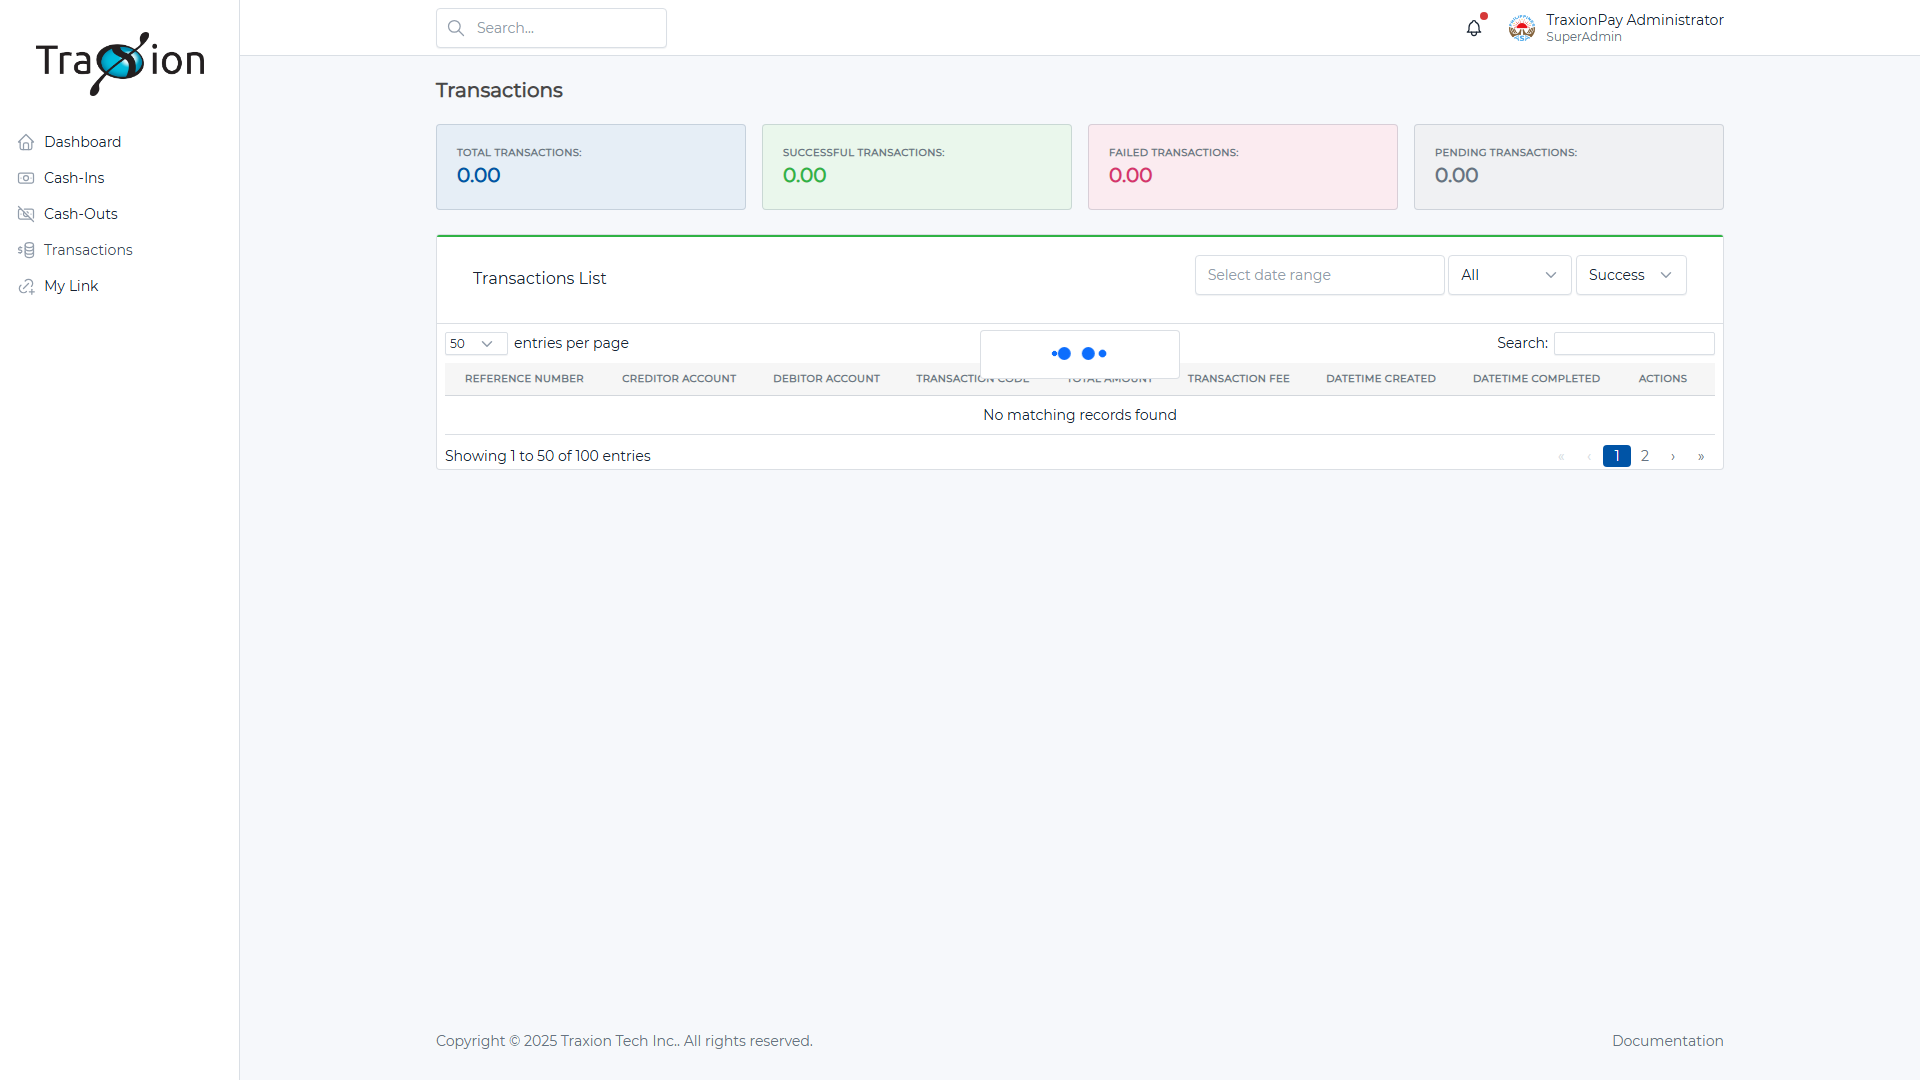 Traxion
Search...
TraxionPay Administrator
SuperAdmin
Dashboard
Cash-Ins
Cash-Outs
Transactions
My Link
Transactions
TOTAL TRANSACTIONS:
0.00
SUCCESSFUL TRANSACTIONS:
0.00
FAILED TRANSACTIONS:
0.00
PENDING TRANSACTIONS:
0.00
Transactions List
Select date range
All
Success
50 entries per page
Search:
REFERENCE NUMBER CREDITOR ACCOUNT DEBITOR ACCOUNT TRANSACTION CODE TOTAL AMOUNT TRANSACTION FEE DATETIME CREATED DATETIME COMPLETED ACTIONS
No matching records found
Showing 1 to 50 of 100 entries
« ‹ 1 2 › »
Copyright © 2025 Traxion Tech Inc.. All rights reserved.
Documentation